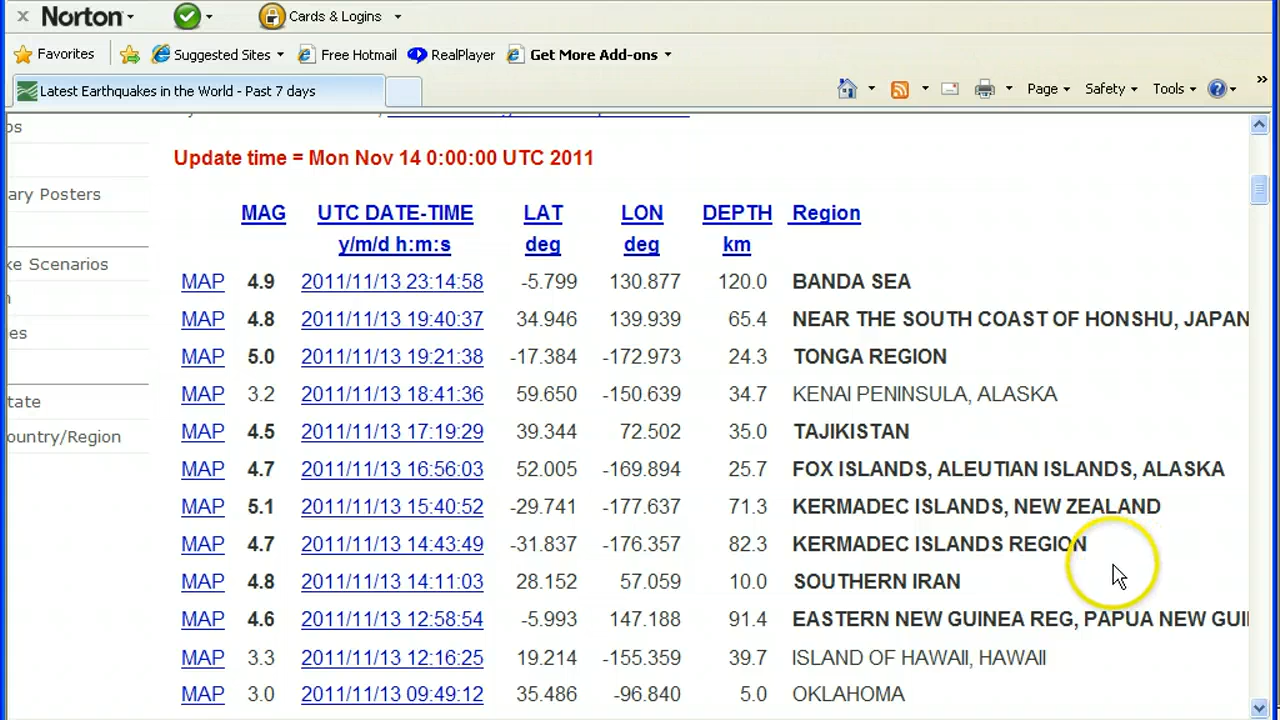 Norton
Cards & Logins
Favorites Suggested Sites Free Hotmail RealPlayer Get More Add-ons
Latest Earthquakes in the World - Past 7 days Page Safety Tools
ary Posters
ke Scenarios
es
tate
ountry/Region
Update time = Mon Nov 14 0:00:00 UTC 2011
MAG UTC DATE-TIME LAT LON DEPTH Region
y/m/d h:m:s deg deg km
MAP 4.9 2011/11/13 23:14:58 -5.799 130.877 120.0 BANDA SEA
MAP 4.8 2011/11/13 19:40:37 34.946 139.939 65.4 NEAR THE SOUTH COAST OF HONSHU, JAPAN
MAP 5.0 2011/11/13 19:21:38 -17.384 -172.973 24.3 TONGA REGION
MAP 3.2 2011/11/13 18:41:36 59.650 -150.639 34.7 KENAI PENINSULA, ALASKA
MAP 4.5 2011/11/13 17:19:29 39.344 72.502 35.0 TAJIKISTAN
MAP 4.7 2011/11/13 16:56:03 52.005 -169.894 25.7 FOX ISLANDS, ALEUTIAN ISLANDS, ALASKA
MAP 5.1 2011/11/13 15:40:52 -29.741 -177.637 71.3 KERMADEC ISLANDS, NEW ZEALAND
MAP 4.7 2011/11/13 14:43:49 -31.837 -176.357 82.3 KERMADEC ISLANDS REGION
MAP 4.8 2011/11/13 14:11:03 28.152 57.059 10.0 SOUTHERN IRAN
MAP 4.6 2011/11/13 12:58:54 -5.993 147.188 91.4 EASTERN NEW GUINEA REG, PAPUA NEW GUI
MAP 3.3 2011/11/13 12:16:25 19.214 -155.359 39.7 ISLAND OF HAWAII, HAWAII
MAP 3.0 2011/11/13 09:49:12 35.486 -96.840 5.0 OKLAHOMA